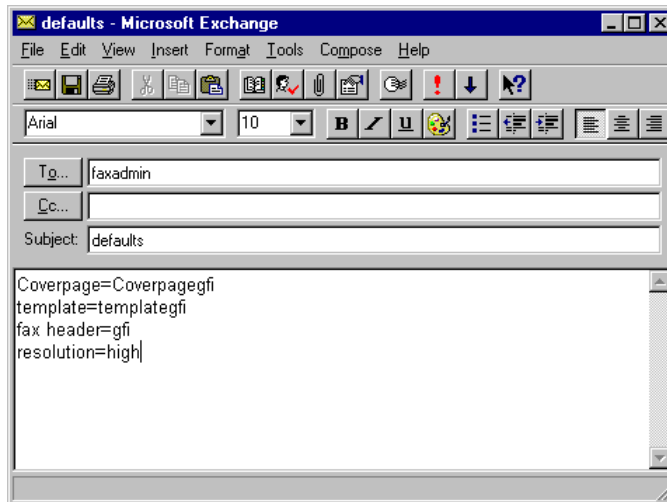 defaults - Microsoft Exchange
File Edit View Insert Format Tools Compose Help
Arial 10 B I U
To... faxadmin
Cc...
Subject: defaults
Coverpage=Coverpagegfi
template=templategfi
fax header=gfi
resolution=high